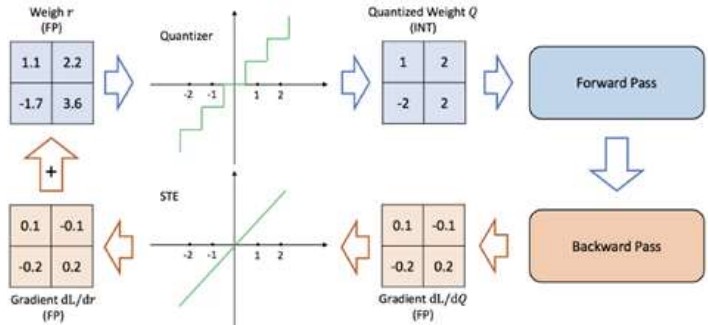 Weigh r
(FP)
1.1 2.2
-1.7 3.6
Quantizer
-2 -1 1 2
Quantized Weight Q
(INT)
1 2
-2 2
Forward Pass
+
0.1 -0.1
-0.2 0.2
Gradient dL/dr
(FP)
STE
-2 -1 1 2
0.1 -0.1
-0.2 0.2
Gradient dL/dQ
(FP)
Backward Pass